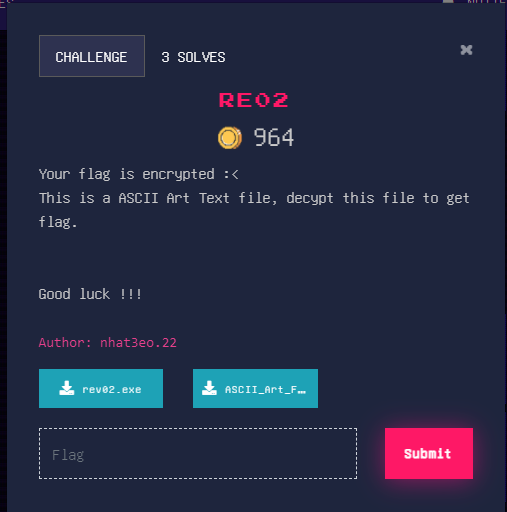 CHALLENGE
3 SOLVES
RE02
964
Your flag is encrypted :<
This is a ASCII Art Text file, decypt this file to get
flag.
Good luck !!!
Author: nhat3eo.22
rev02.exe
ASCII_Art_F…
Flag
Submit